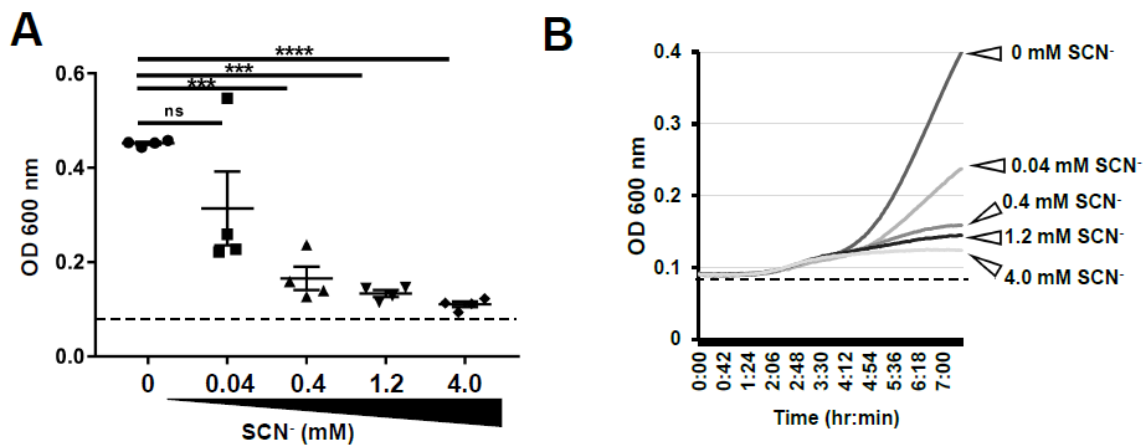 A
****
***
***
ns
0.6
0.4
0.2
0.0
OD 600 nm
0 0.04 0.4 1.2 4.0
SCN- (mM)
B
0.4
0.3
0.2
0.1
0
OD 600 nm
0 mM SCN-
0.04 mM SCN-
0.4 mM SCN-
1.2 mM SCN-
4.0 mM SCN-
0:00 0:42 1:24 2:06 2:48 3:30 4:12 4:54 5:36 6:18 7:00
Time (hr:min)